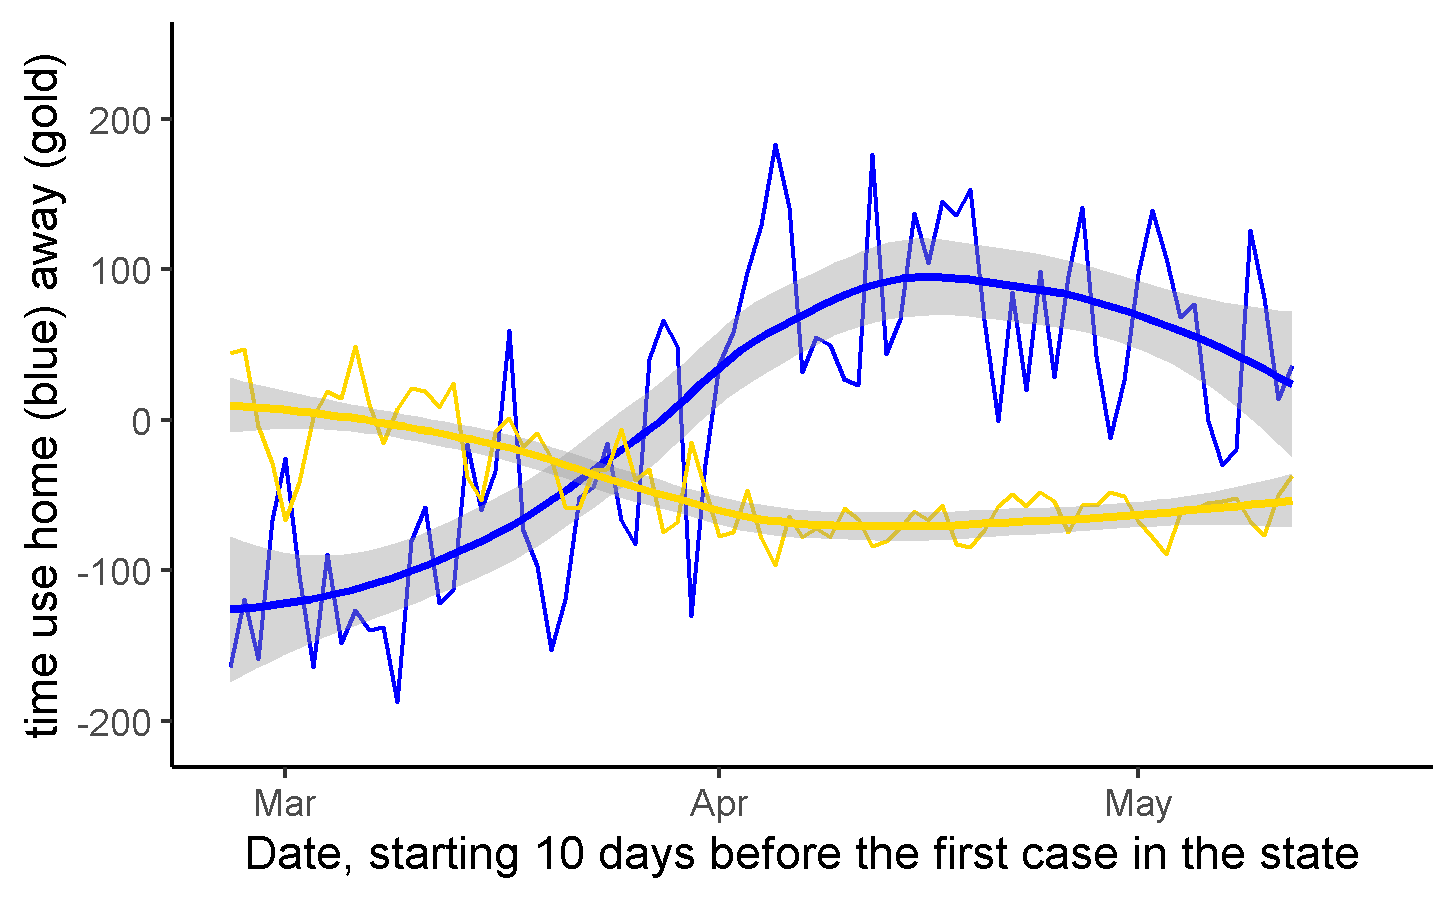 time use home (blue) away (gold)
200
100
0
-100
-200
Mar
Apr
May
Date, starting 10 days before the first case in the state